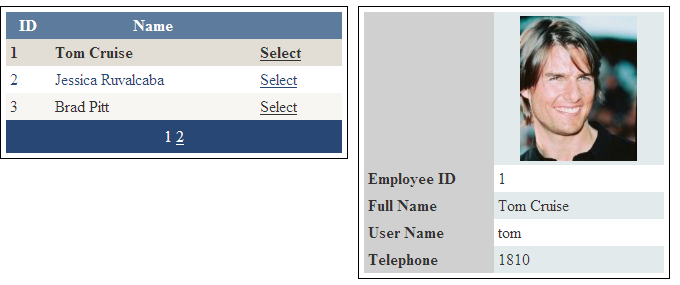 ID Name
1 Tom Cruise Select
2 Jessica Ruvalcaba Select
3 Brad Pitt Select
1 2
Employee ID 1
Full Name Tom Cruise
User Name tom
Telephone 1810